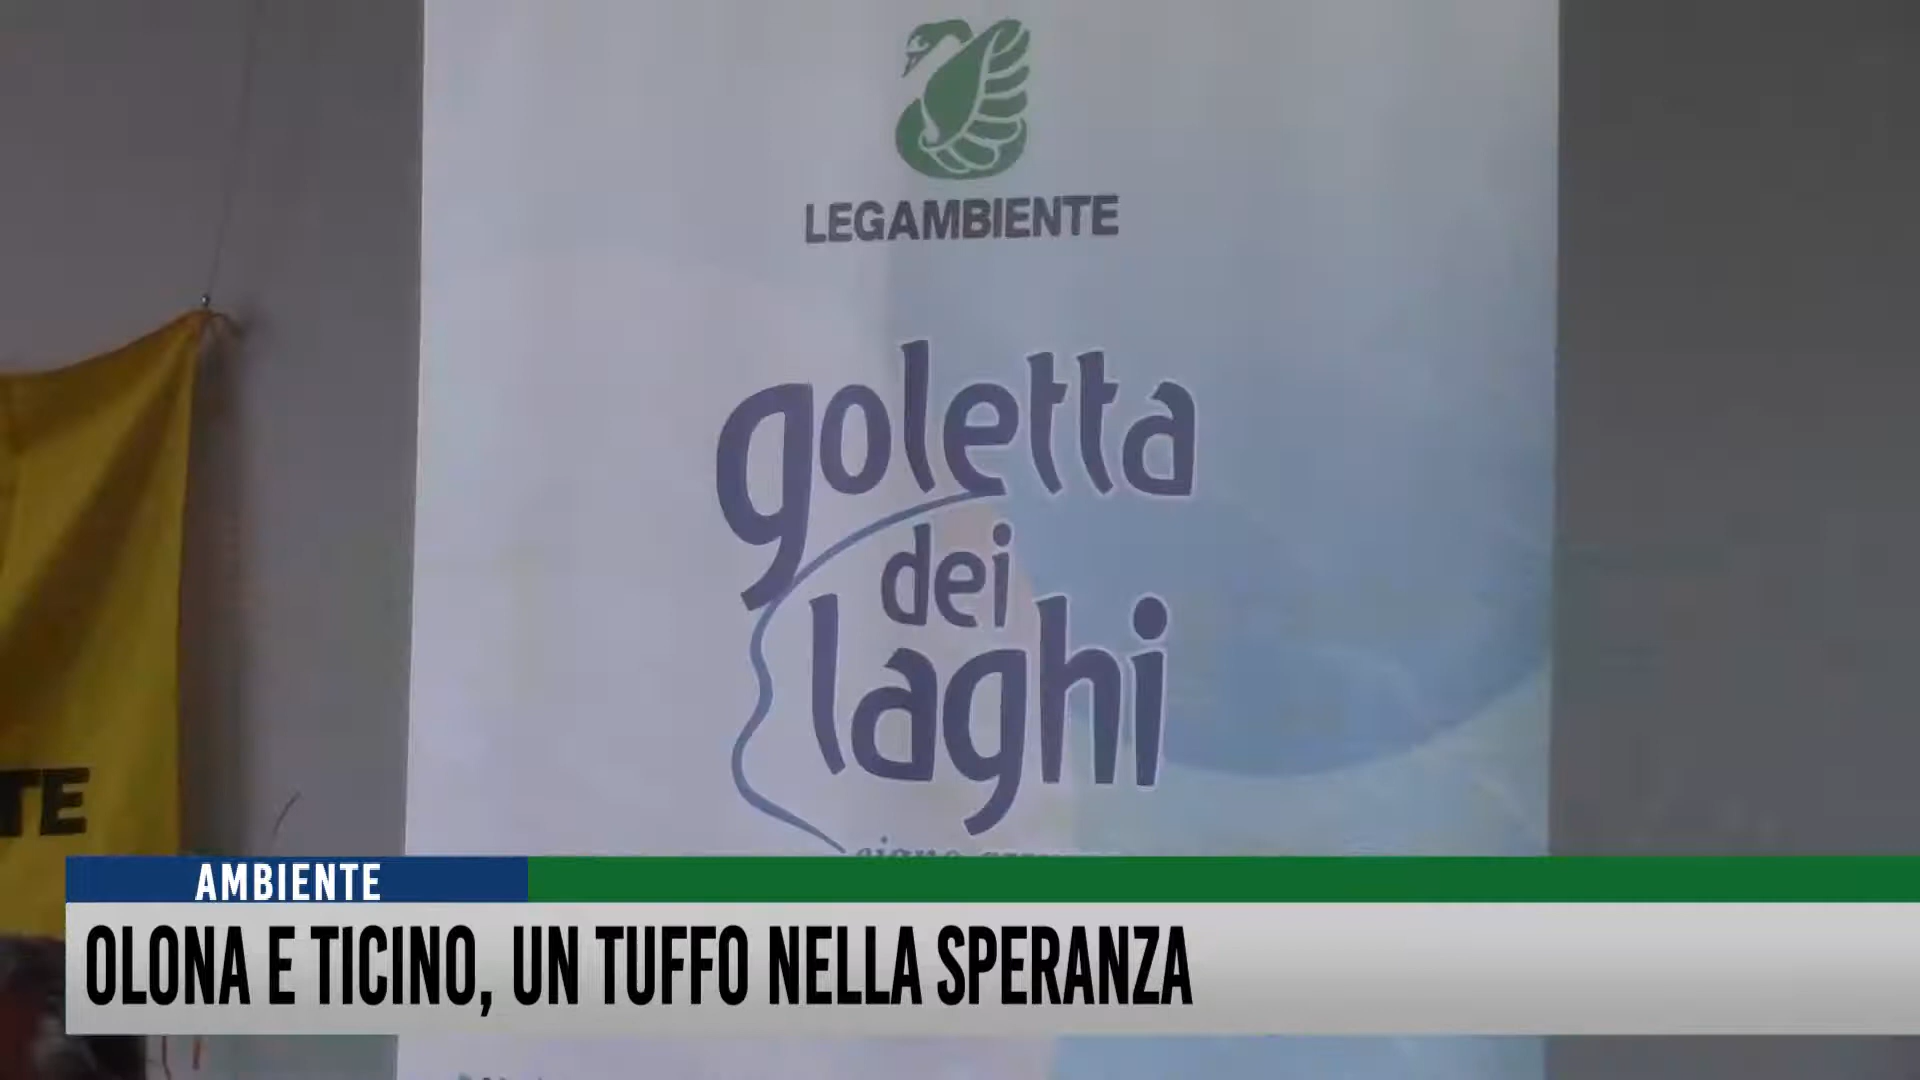 LEGAMBIENTE
goletta
dei
laghi
TE
AMBIENTE
OLONA E TICINO, UN TUFFO NELLA SPERANZA